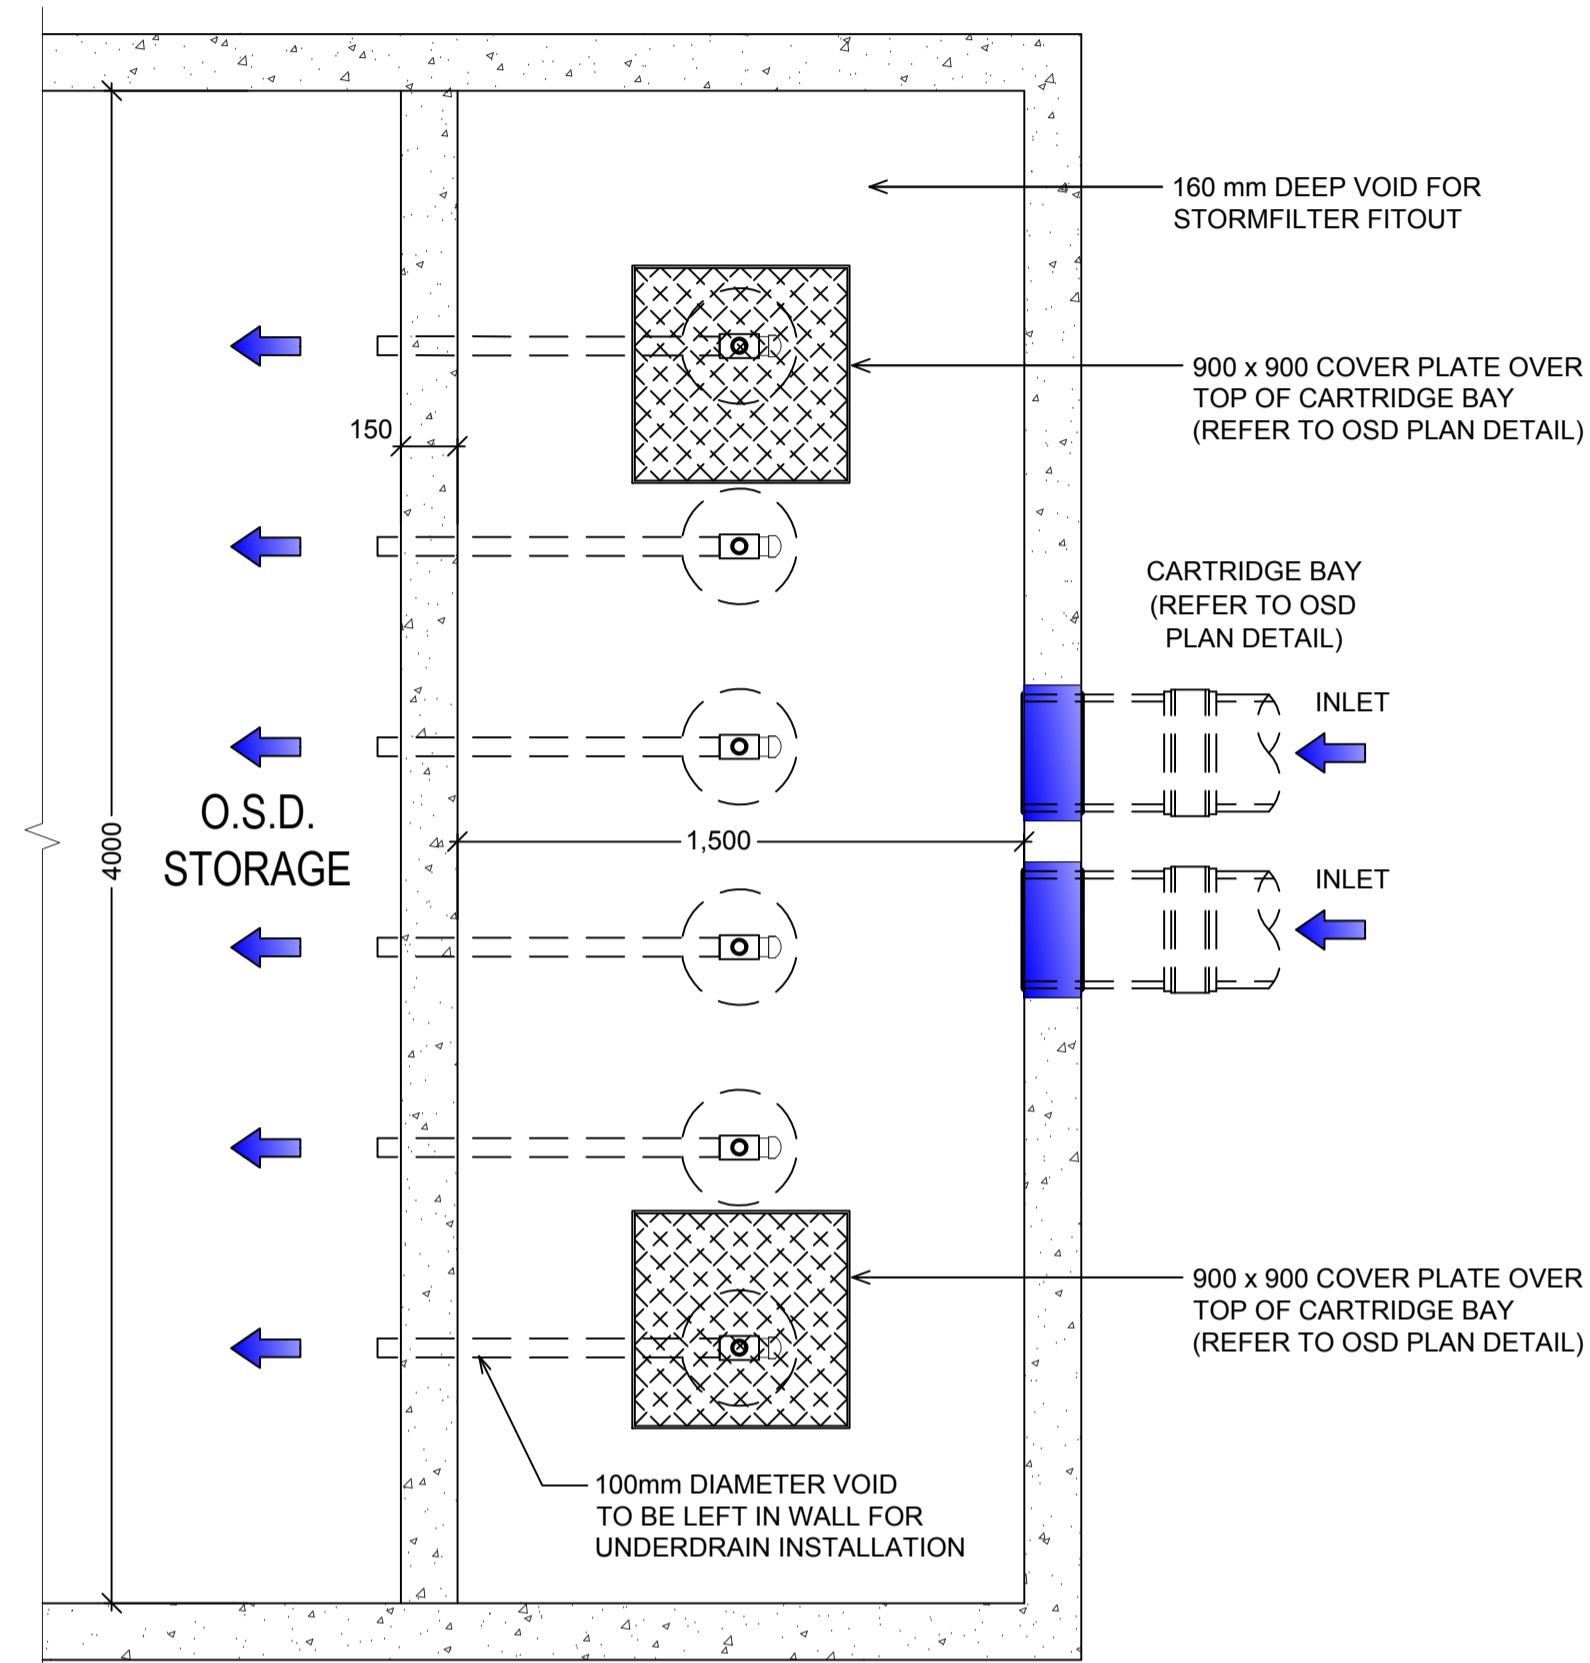 160 mm DEEP VOID FOR
STORMFILTER FITOUT
900 x 900 COVER PLATE OVER
TOP OF CARTRIDGE BAY
(REFER TO OSD PLAN DETAIL)
150
CARTRIDGE BAY
(REFER TO OSD
PLAN DETAIL)
INLET
O.S.D.
STORAGE
4000
1,500
INLET
900 x 900 COVER PLATE OVER
TOP OF CARTRIDGE BAY
(REFER TO OSD PLAN DETAIL)
100mm DIAMETER VOID
TO BE LEFT IN WALL FOR
UNDERDRAIN INSTALLATION